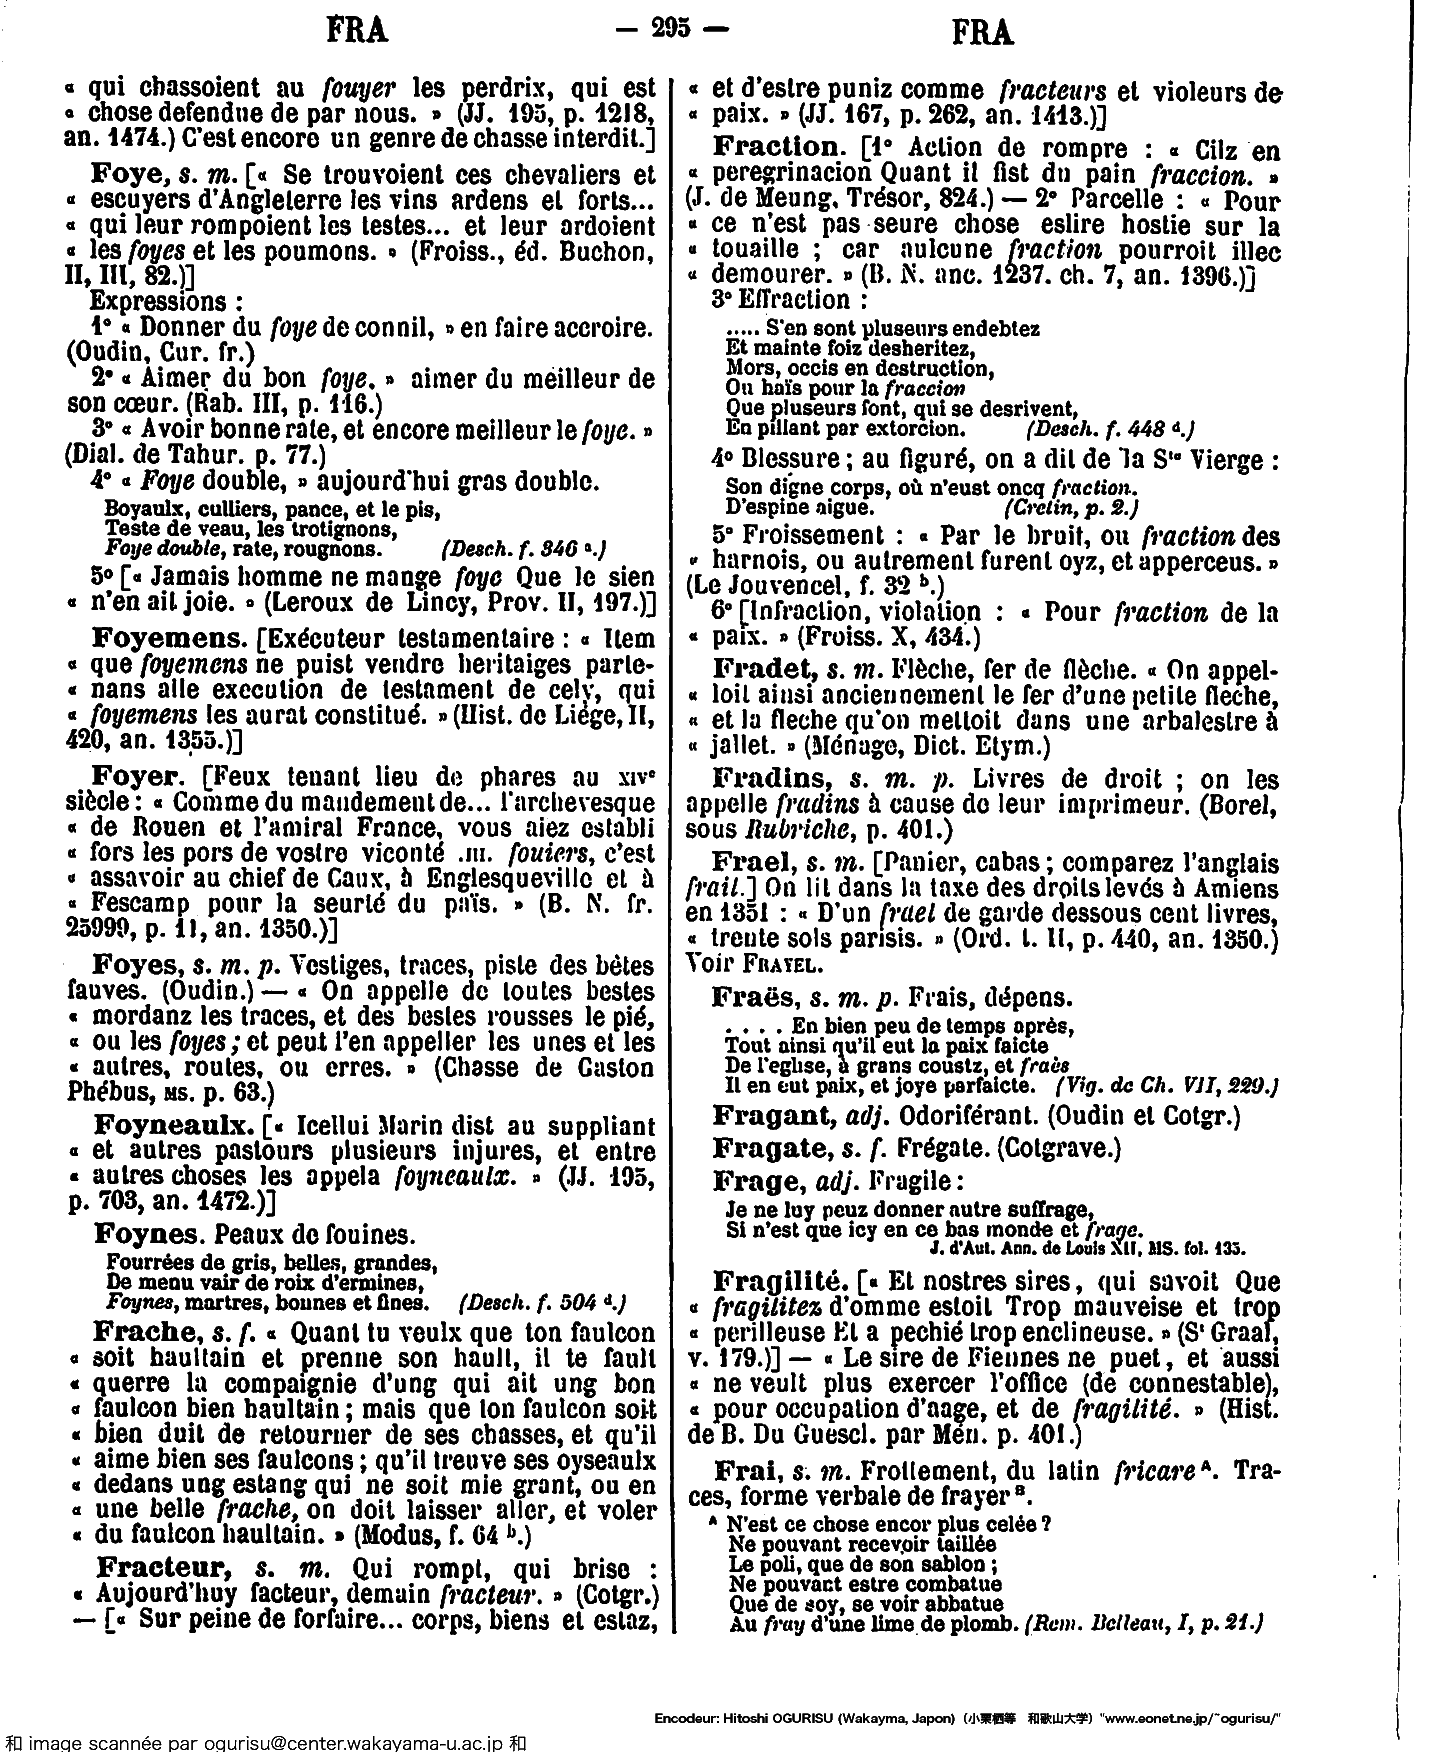 FRA — 295 — FRA
« qui chassoient au fouyer les perdrix, qui est
« chose defendue de par nous. » (JJ. 195, p. 1218,
an. 1474.) C'est encore un genre de chasse interdit.]
Foye, s. m. [« Se trouvoient ces chevaliers et
« escuyers d'Angleterre les vins ardens et forts...
« qui leur rompoient les testes... et leur ardoient
« les foyes et les poumons. » (Froiss., éd. Buchon,
II, III, 82.)]
Expressions :
1° « Donner du foye de connil, » en faire accroire.
(Oudin, Cur. fr.)
2° « Aimer du bon foye. » aimer du meilleur de
son cœur. (Rab. III, p. 116.)
3° « Avoir bonne rate, et encore meilleur le foye. »
(Dial. de Tahur. p. 77.)
4° « Foye double, » aujourd'hui gras double.
Boyaulx, culliers, pance, et le pis,
Teste de veau, les trotignons,
Foye double, rate, rougnons. (Desch. f. 346 a.)
5° [« Jamais homme ne mange foye Que le sien
« n'en ait joie. » (Leroux de Lincy, Prov. II, 197.)]
Foyemens. [Exécuteur testamentaire : « Item
« que foyemens ne puist vendre heritaiges parte-
« nans alle execution de testament de cely, qui
« foyemens les aurat constitué. » (Hist. de Liége, II,
420, an. 1355.)]
Foyer. [Feux tenant lieu de phares au XIVe
siècle : « Comme du mandement de... l'archevesque
« de Rouen et l'amiral France, vous aiez establi
« fors les pors de vostre viconté .III. fouiers, c'est
« assavoir au chief de Caux, à Englesqueville et à
« Fescamp pour la seurté du païs. » (B. N. fr.
25999, p. 11, an. 1350.)]
Foyes, s. m. p. Vestiges, traces, piste des bêtes
fauves. (Oudin.) — « On appelle de toutes bestes
« mordanz les traces, et des bestes rousses le pié,
« ou les foyes ; et peut l'en appeller les unes et les
« autres, routes, ou erres. » (Chasse de Gaston
Phébus, MS. p. 63.)
Foyneaulx. [« Icellui Marin dist au suppliant
« et autres pastours plusieurs injures, et entre
« autres choses les appela foyneaulx. » (JJ. 195,
p. 703, an. 1472.)]
Foynes. Peaux de fouines.
Fourrées de gris, belles, grandes,
De menu vair de roix d'ermines,
Foynes, martres, bounes et fines. (Desch. f. 504 d.)
Frache, s. f. « Quant tu veulx que ton faulcon
« soit haultain et prenne son hault, il te fault
« querre la compaignie d'ung qui ait ung bon
« faulcon bien haultain ; mais que ton faulcon soit
« bien duit de retourner de ses chasses, et qu'il
« aime bien ses faulcons ; qu'il treuve ses oyseaulx
« dedans ung estang qui ne soit mie grant, ou en
« une belle frache, on doit laisser aller, et voler
« du faulcon haultain. » (Modus, f. 64 b.)
Fracteur, s. m. Qui rompt, qui brise :
« Aujourd'huy facteur, demain fracteur. » (Cotgr.)
— [« Sur peine de forfaire... corps, biens et estaz,
« et d'estre puniz comme fracteurs et violeurs de
« paix. » (JJ. 167, p. 262, an. 1413.)]
Fraction. [1° Action de rompre : « Cilz en
« peregrinacion Quant il fist du pain fraccion. »
(J. de Meung, Trésor, 824.) — 2° Parcelle : « Pour
« ce n'est pas seure chose eslire hostie sur la
« touaille ; car aulcune fraction pourroit illec
« demourer. » (B. N. anc. 1237. ch. 7, an. 1396.)]
3° Effraction :
..... S'en sont pluseurs endebtez
Et mainte foiz desheritez,
Mors, occis en destruction,
Ou haïs pour la fraccion
Que pluseurs font, qui se desrivent,
En pillant par extorcion. (Desch. f. 448 d.)
4° Blessure ; au figuré, on a dit de la Ste Vierge :
Son digne corps, où n'eust oncq fraction.
D'espine aigue. (Cretin, p. 2.)
5° Froissement : « Par le bruit, ou fraction des
« harnois, ou autrement furent oyz, et apperceus. »
(Le Jouvencel, f. 32 b.)
6° [Infraction, violation : « Pour fraction de la
« paix. » (Froiss. X, 434.)
Fradet, s. m. Flèche, fer de flèche. « On appel-
« loit ainsi anciennement le fer d'une petite fleche,
« et la fleche qu'on mettoit dans une arbalestre à
« jallet. » (Ménage, Dict. Etym.)
Fradins, s. m. p. Livres de droit ; on les
appelle fradins à cause de leur imprimeur. (Borel,
sous Rubriche, p. 401.)
Frael, s. m. [Panier, cabas ; comparez l'anglais
frail.] On lit dans la taxe des droits levés à Amiens
en 1351 : « D'un frael de garde dessous cent livres,
« trente sols parisis. » (Ord. t. II, p. 440, an. 1350.)
Voir FRAYEL.
Fraës, s. m. p. Frais, dépens.
. . . . En bien peu de temps après,
Tout ainsi qu'il eut la paix faicte
De l'eglise, à grans coustz, et fraès
Il en eut paix, et joye parfaicte. (Vig. de Ch. VII, 229.)
Fragant, adj. Odoriférant. (Oudin et Cotgr.)
Fragate, s. f. Frégate. (Cotgrave.)
Frage, adj. Fragile :
Je ne luy peuz donner autre suffrage,
Si n'est que icy en ce bas monde et frage.
J. d'Aut. Ann. de Louis XII, MS. fol. 135.
Fragilité. [« Et nostres sires, qui savoit Que
« fragilitez d'omme estoit Trop mauveise et trop
« perilleuse Et a pechié trop enclineuse. » (St Graal,
v. 179.)] — « Le sire de Fiennes ne puet, et aussi
« ne veult plus exercer l'office (de connestable),
« pour occupation d'aage, et de fragilité. » (Hist.
de B. Du Guescl. par Mén. p. 401.)
Frai, s. m. Frottement, du latin fricare A. Tra-
ces, forme verbale de frayer B.
A N'est ce chose encor plus celée ?
Ne pouvant recevoir taillée
Le poli, que de son sablon ;
Ne pouvant estre combatue
Que de soy, se voir abbatue
Au fray d'une lime de plomb. (Rem. Belleau, I, p. 21.)
Encodeur: Hitoshi OGURISU (Wakayma, Japon) (小栗栖等 和歌山大学) "www.eonet.ne.jp/~ogurisu/"
和 image scannée par ogurisu@center.wakayama-u.ac.jp 和